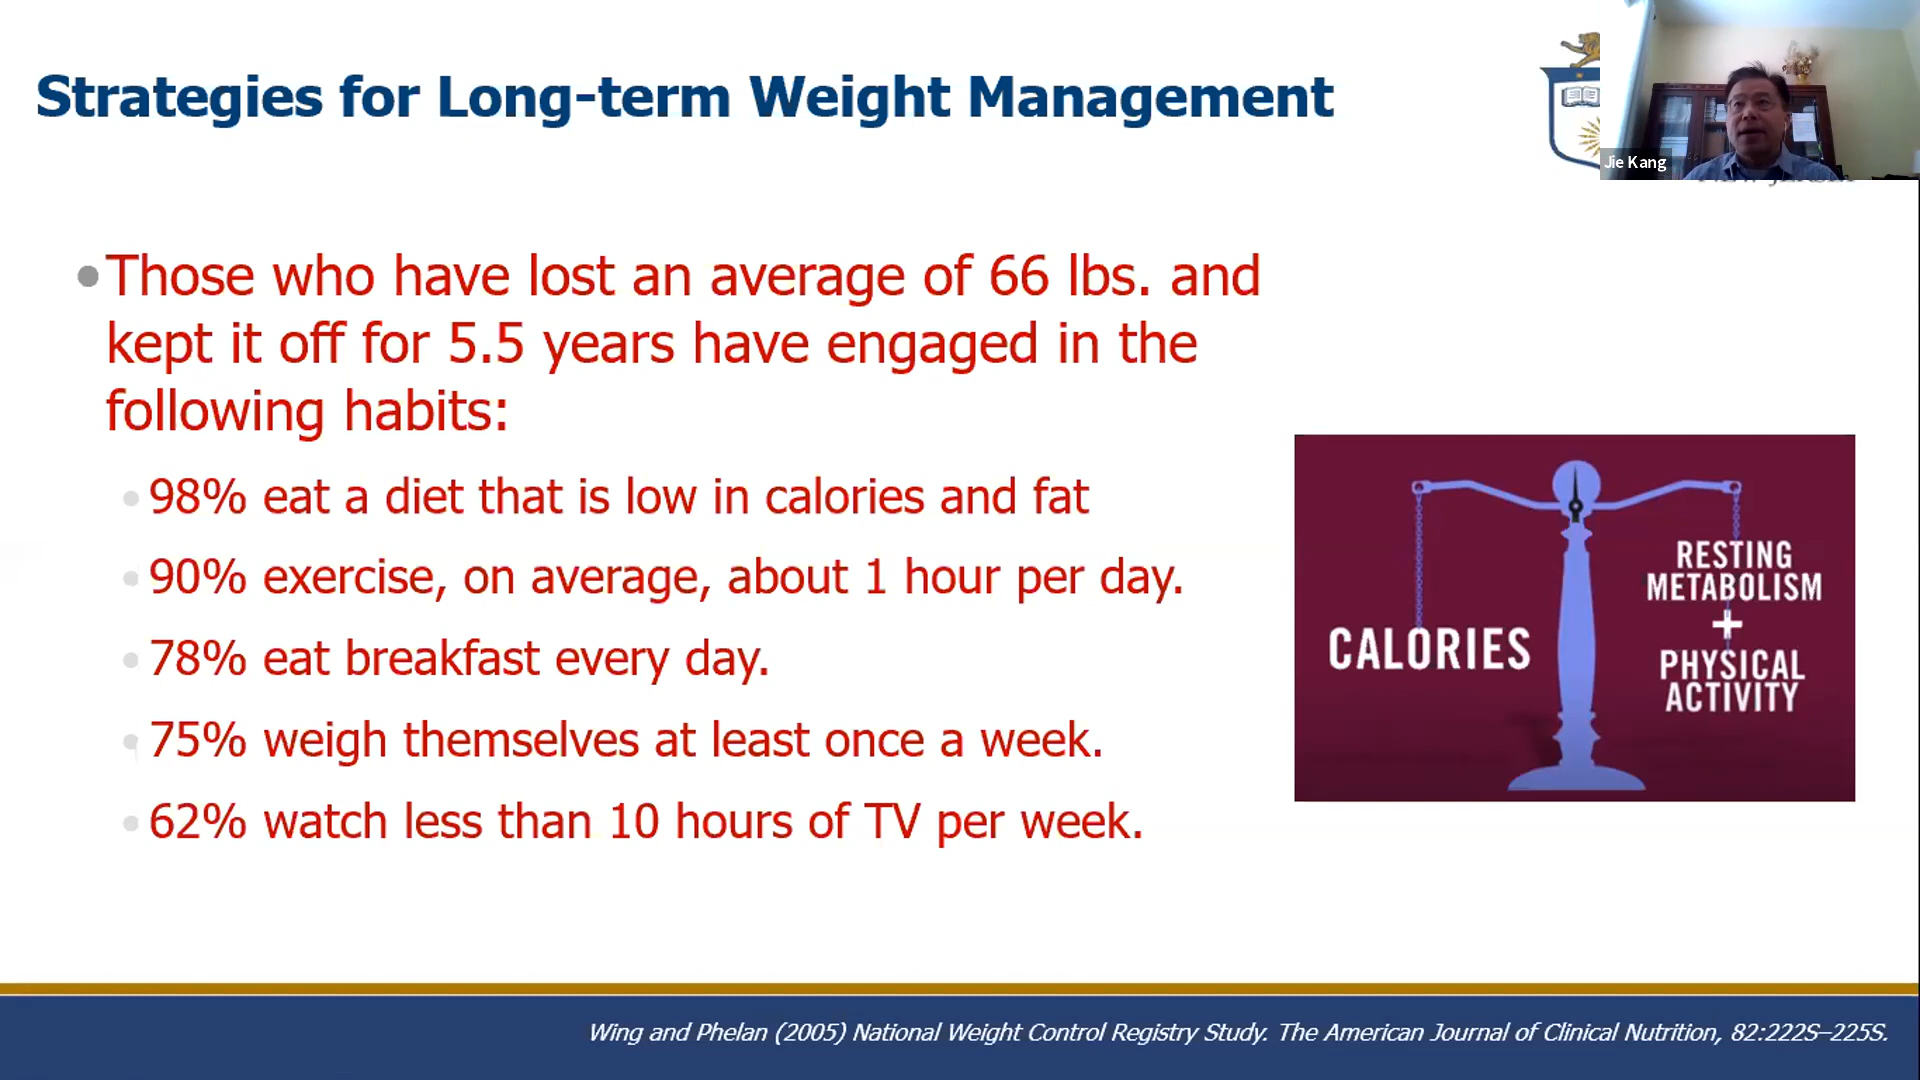 Strategies for Long-term Weight Management
Jie Kang
•Those who have lost an average of 66 lbs. and
kept it off for 5.5 years have engaged in the
following habits:
•98% eat a diet that is low in calories and fat
•90% exercise, on average, about 1 hour per day.
•78% eat breakfast every day.
•75% weigh themselves at least once a week.
•62% watch less than 10 hours of TV per week.
CALORIES
RESTING
METABOLISM
+
PHYSICAL
ACTIVITY
Wing and Phelan (2005) National Weight Control Registry Study. The American Journal of Clinical Nutrition, 82:222S–225S.